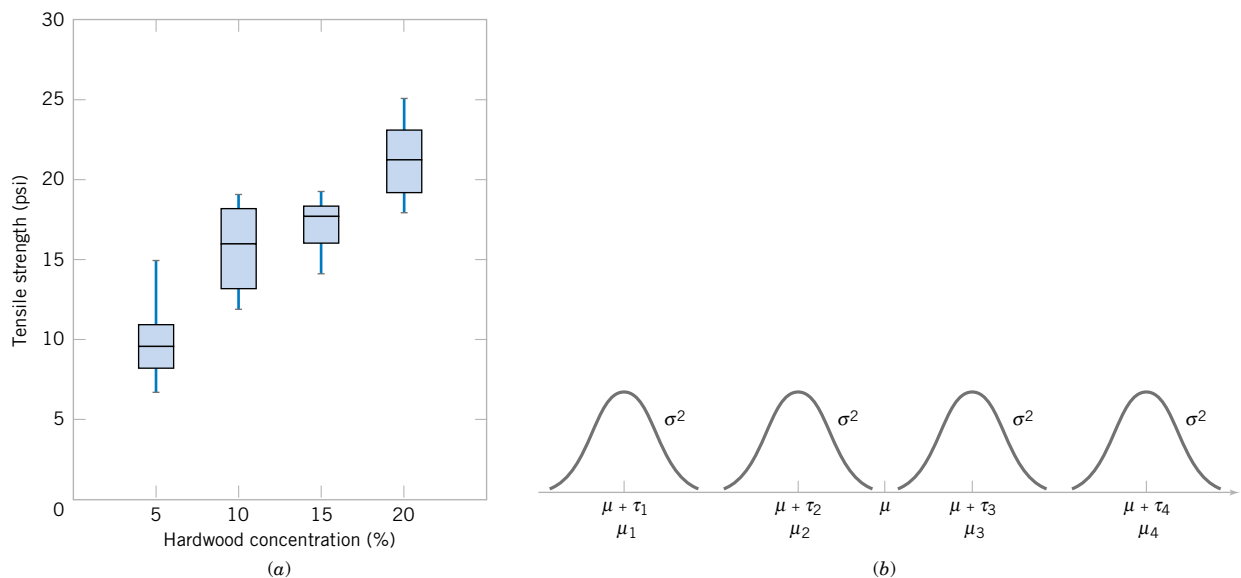 30
25
20
15
10
5
0
Tensile strength (psi)
5 10 15 20
Hardwood concentration (%)
(a)
σ² σ² σ² σ²
μ + τ₁ μ + τ₂ μ μ + τ₃ μ + τ₄
μ₁ μ₂ μ₃ μ₄
(b)